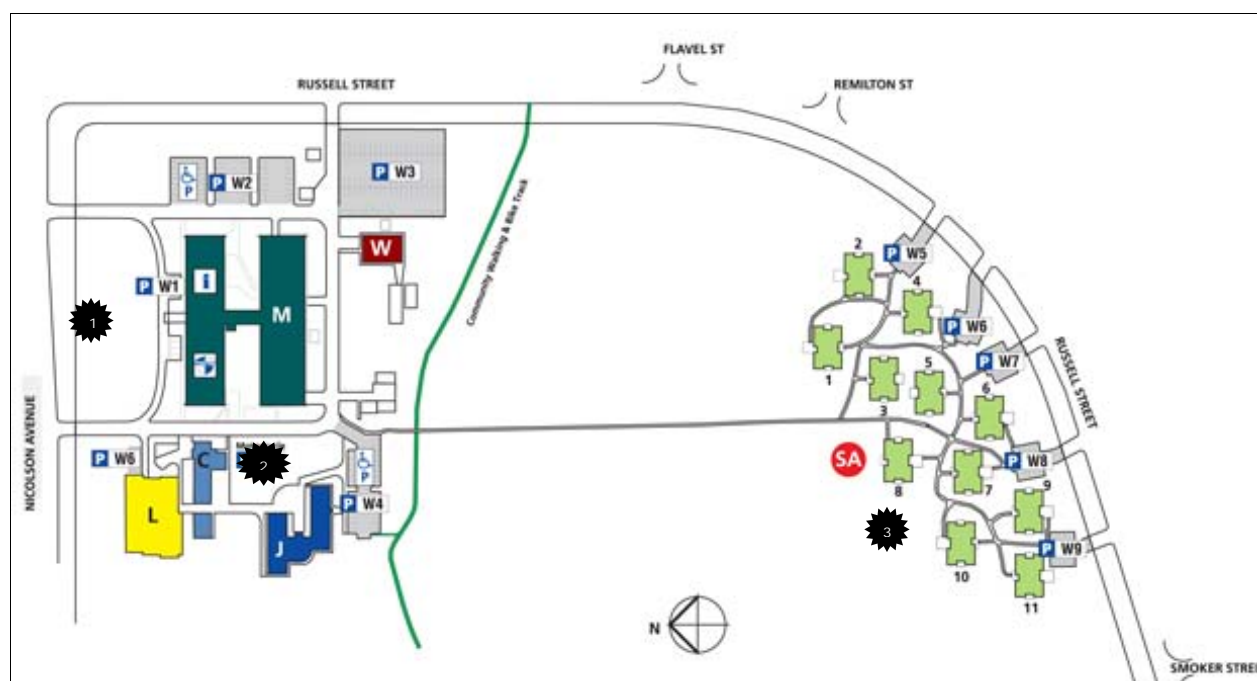 FLAVEL ST
RUSSELL STREET
REMILTON ST
P W3
P
P W2
Community Walking & Bike Track
W
2
P W5
i
P W1
4
M
1
P W6
P W7
1
5
6
3
NICOLSON AVENUE
RUSSELL STREET
P W6
C
2
P
SA
P W8
8
7
9
L
P W4
3
J
P W9
10
11
N
SMOKER STREE